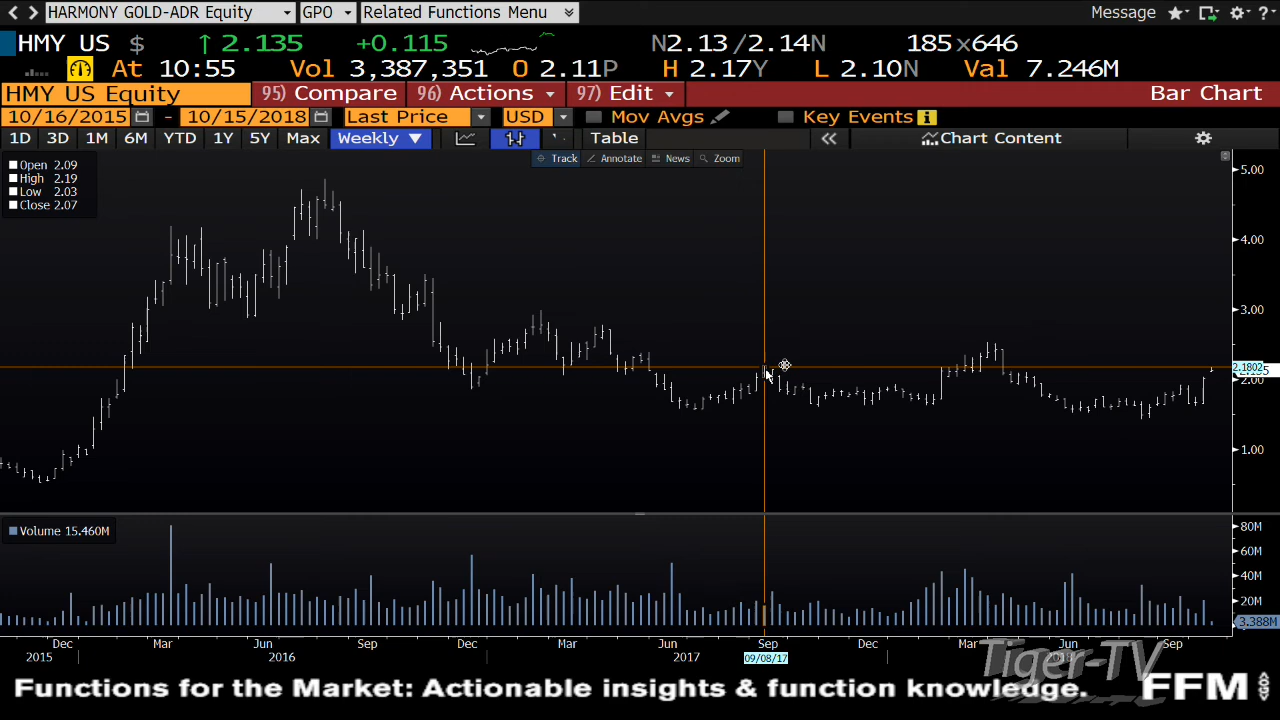 HARMONY GOLD-ADR Equity GPO Related Functions Menu Message ?
HMY US $ ↑ 2.135 +0.115 N2.13 / 2.14N 185 x 646
At 10:55 Vol 3,387,351 O 2.11P H 2.17Y L 2.10N Val 7.246M
HMY US Equity 95) Compare 96) Actions 97) Edit Bar Chart
10/16/2015 - 10/15/2018 Last Price USD Mov Avgs Key Events
1D 3D 1M 6M YTD 1Y 5Y Max Weekly Table Chart Content
Track Annotate News Zoom
Open 2.09
High 2.19
Low 2.03
Close 2.07
5.00
4.00
3.00
2.1802
2.00
1.00
Volume 15.460M
80M
60M
40M
20M
3.388M
Dec Mar Jun Sep Dec Mar Jun Sep Dec Mar Jun Sep
2015 2016 2017 09/08/17 2018
Tiger-TV
Functions for the Market: Actionable insights & function knowledge. FFM